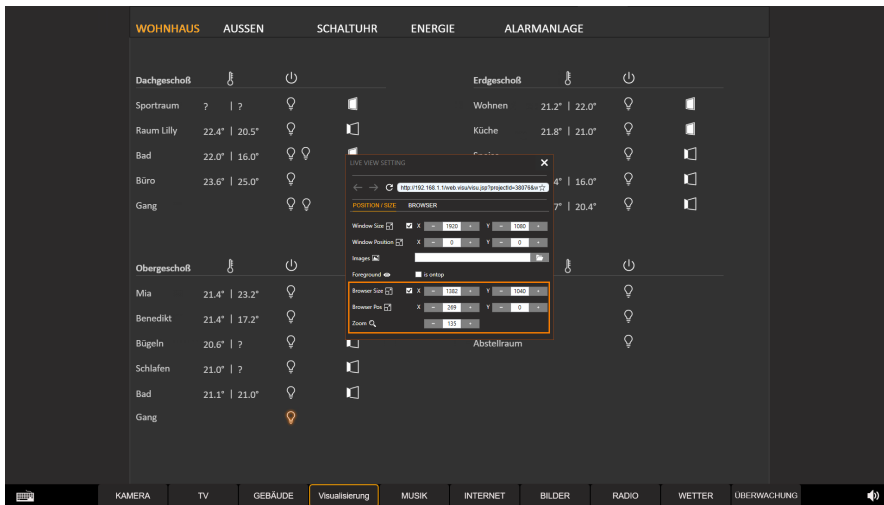 WOHNHAUS AUSSEN SCHALTUHR ENERGIE ALARMANLAGE
Dachgeschoß
Sportraum ? | ?
Raum Lilly 22.4° | 20.5°
Bad 22.0° | 16.0°
Büro 23.6° | 25.0°
Gang
Erdgeschoß
Wohnen 21.2° | 22.0°
Küche 21.8° | 21.0°
4° | 16.0°
7° | 20.4°
LIVE VIEW SETTING
http://192.168.1.1/web.visu/visu.jsp?projectId=38076&w
POSITION / SIZE BROWSER
Window Size X - 1920 + Y - 1080 +
Window Position X - 0 + Y - 0 +
Images
Foreground is ontop
Browser Size X - 1382 + Y - 1040 +
Browser Pos X - 269 + Y - 0 +
Zoom - 135 +
Obergeschoß
Mia 21.4° | 23.2°
Benedikt 21.4° | 17.2°
Bügeln 20.6° | ?
Schlafen 21.0° | ?
Bad 21.1° | 21.0°
Gang
Abstellraum
KAMERA TV GEBÄUDE Visualisierung MUSIK INTERNET BILDER RADIO WETTER ÜBERWACHUNG